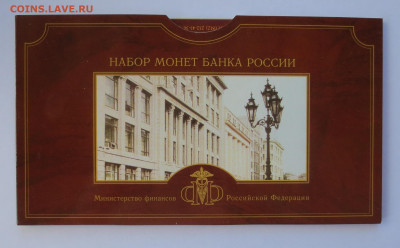 COINS.LAVE.RU
НАБОР МОНЕТ БАНКА РОССИИ
Министерство финансов Российской Федерации